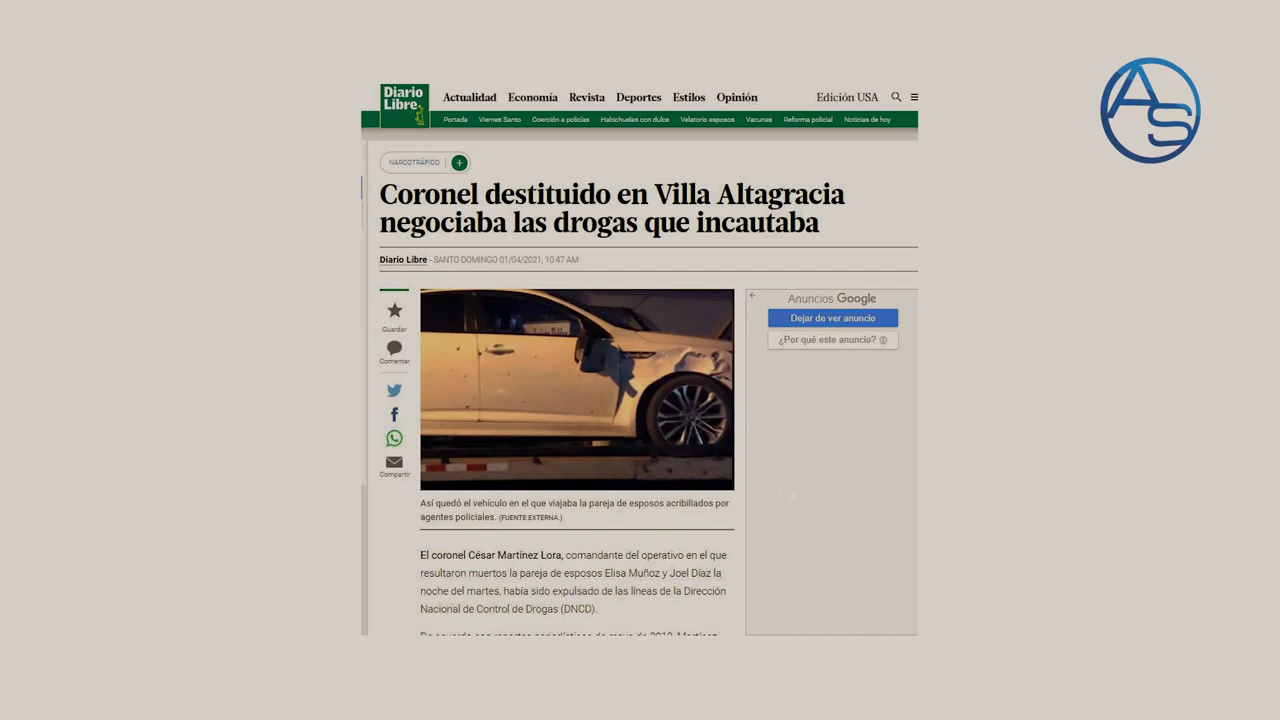 AS
Diario
Libre
Actualidad Economía Revista Deportes Estilos Opinión Edición USA
Portada Viernes Santo Coerción a policías Habichuelas con dulce Velatorio esposos Vacunas Reforma policial Noticias de hoy
NARCOTRÁFICO +
Coronel destituido en Villa Altagracia
negociaba las drogas que incautaba
Diario Libre - SANTO DOMINGO 01/04/2021, 10:47 AM
Guardar
Comentar
Compartir
Anuncios Google
Dejar de ver anuncio
¿Por qué este anuncio?
Así quedó el vehículo en el que viajaba la pareja de esposos acribillados por
agentes policiales. (FUENTE EXTERNA.)
El coronel César Martínez Lora, comandante del operativo en el que
resultaron muertos la pareja de esposos Elisa Muñoz y Joel Díaz la
noche del martes, había sido expulsado de las líneas de la Dirección
Nacional de Control de Drogas (DNCD).